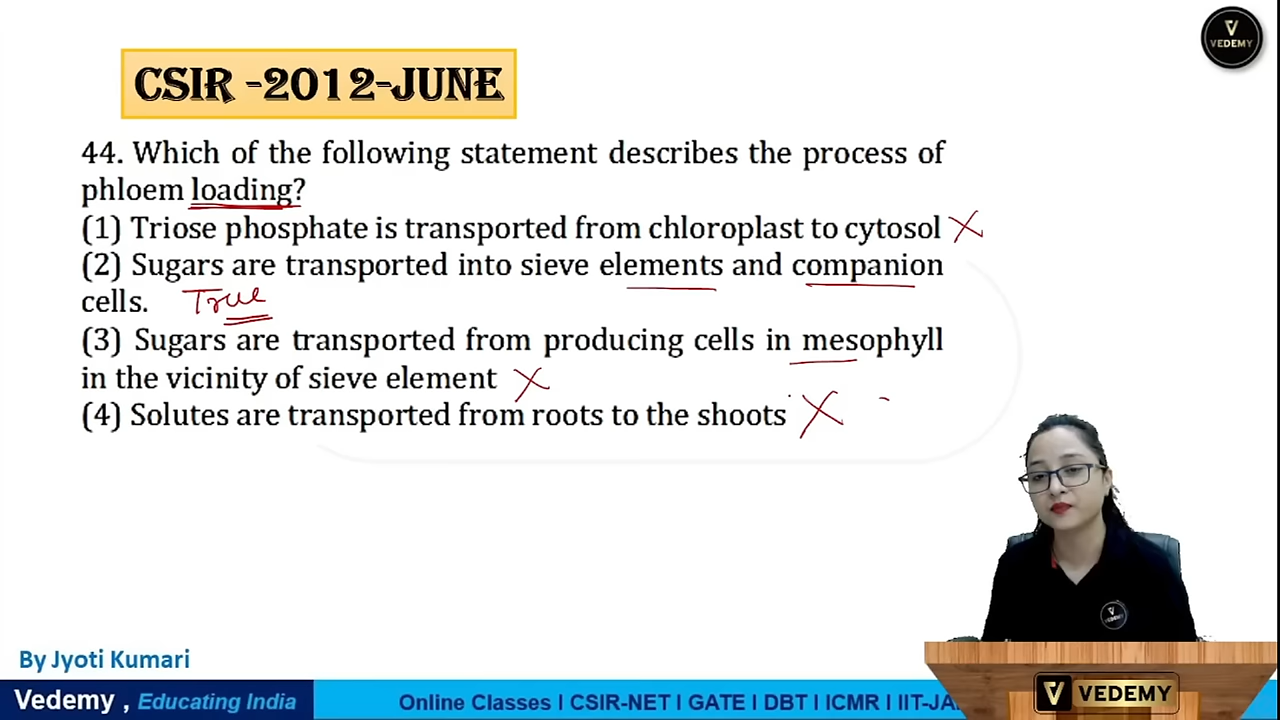 VEDEMY
CSIR -2012-JUNE
44. Which of the following statement describes the process of
phloem loading?
(1) Triose phosphate is transported from chloroplast to cytosol X
(2) Sugars are transported into sieve elements and companion
cells. True
(3) Sugars are transported from producing cells in mesophyll
in the vicinity of sieve element X
(4) Solutes are transported from roots to the shoots X
By Jyoti Kumari
VEDEMY
Vedemy , Educating India
Online Classes I CSIR-NET I GATE I DBT I ICMR I IIT-JA